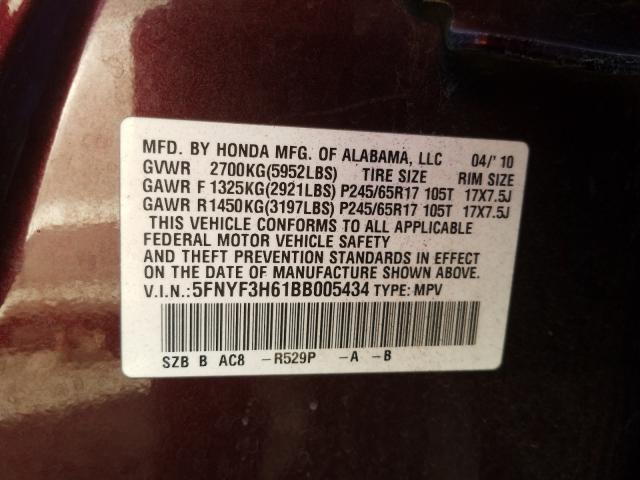 MFD. BY HONDA MFG. OF ALABAMA, LLC 04/'10
GVWR 2700KG(5952LBS) TIRE SIZE RIM SIZE
GAWR F 1325KG(2921LBS) P245/65R17 105T 17X7.5J
GAWR R1450KG(3197LBS) P245/65R17 105T 17X7.5J
THIS VEHICLE CONFORMS TO ALL APPLICABLE
FEDERAL MOTOR VEHICLE SAFETY
AND THEFT PREVENTION STANDARDS IN EFFECT
ON THE DATE OF MANUFACTURE SHOWN ABOVE.
V.I.N.:5FNYF3H61BB005434 TYPE: MPV
SZB B AC8 -R529P -A -B